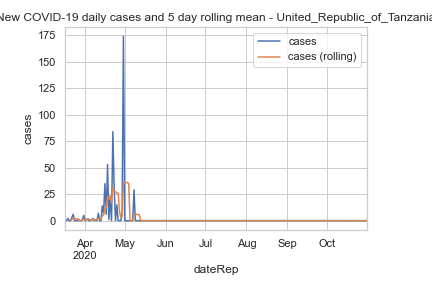 New COVID-19 daily cases and 5 day rolling mean - United_Republic_of_Tanzania
cases
cases (rolling)
175
150
125
100
75
50
25
0
cases
Apr May Jun Jul Aug Sep Oct
2020
dateRep